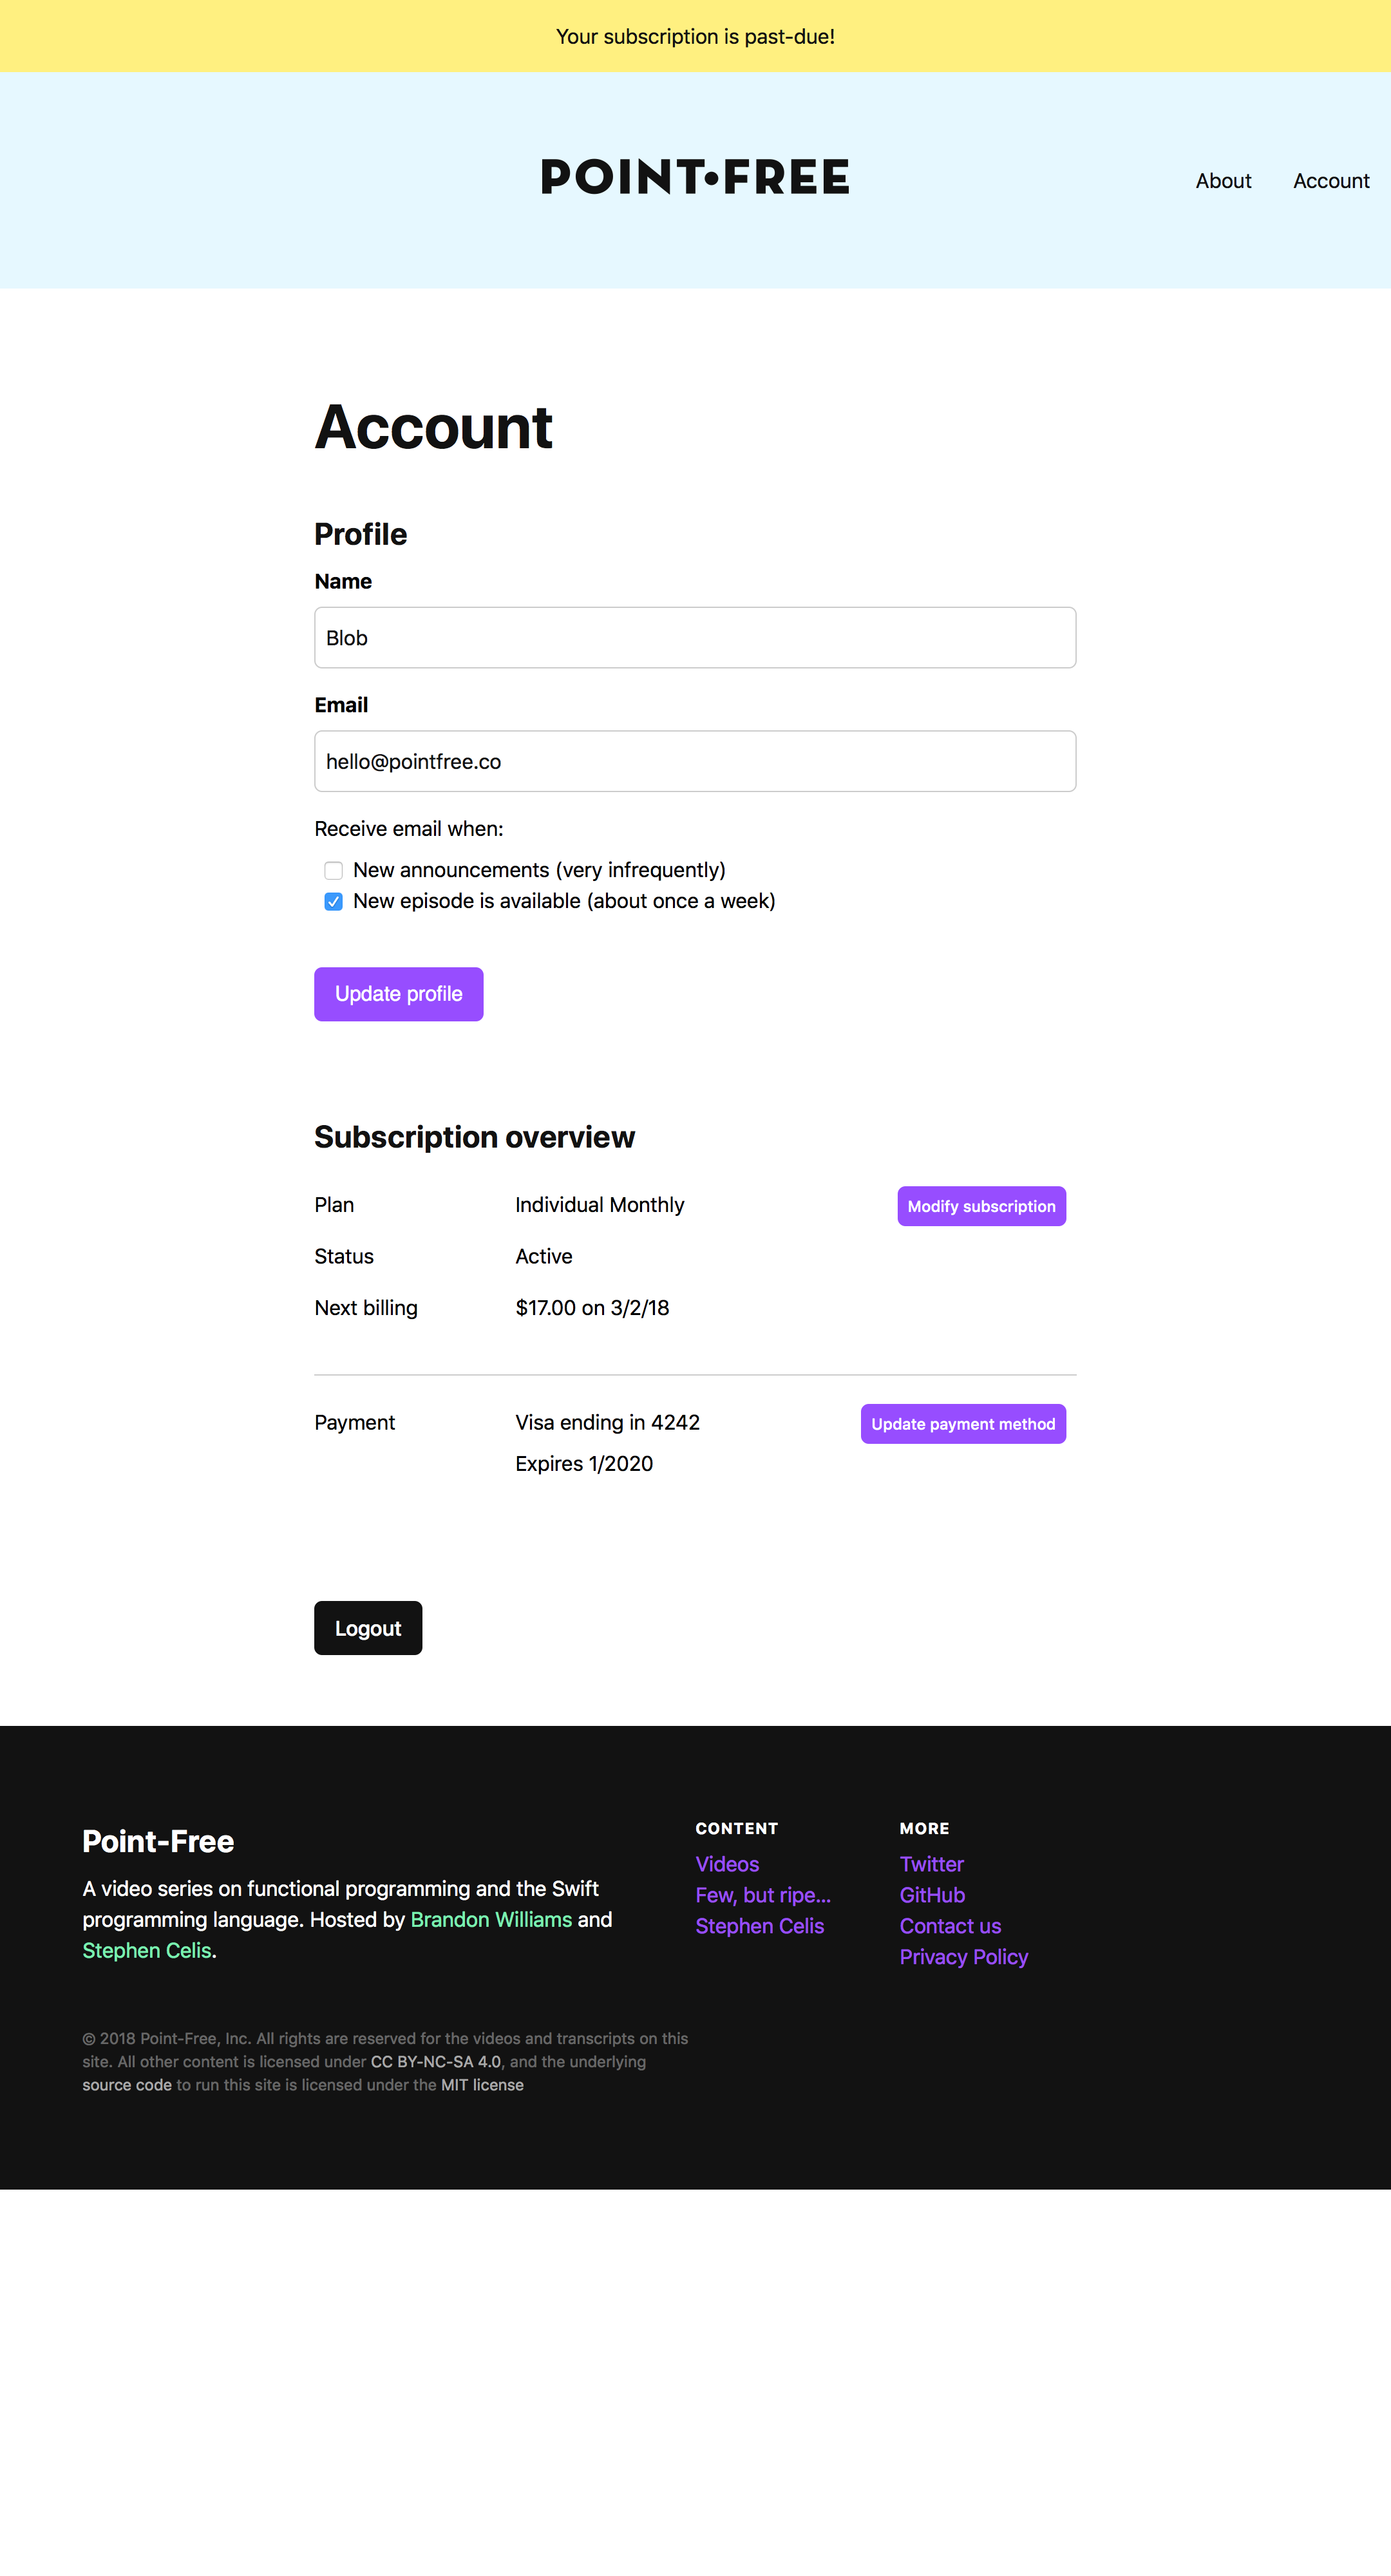 Your subscription is past-due!
POINT•FREE
About
Account
Account
Profile
Name
Blob
Email
hello@pointfree.co
Receive email when:
New announcements (very infrequently)
New episode is available (about once a week)
Update profile
Subscription overview
Plan Individual Monthly Modify subscription
Status Active
Next billing $17.00 on 3/2/18
Payment Visa ending in 4242 Update payment method
Expires 1/2020
Logout
Point-Free
A video series on functional programming and the Swift
programming language. Hosted by Brandon Williams and
Stephen Celis.
CONTENT
Videos
Few, but ripe...
Stephen Celis
MORE
Twitter
GitHub
Contact us
Privacy Policy
© 2018 Point-Free, Inc. All rights are reserved for the videos and transcripts on this
site. All other content is licensed under CC BY-NC-SA 4.0, and the underlying
source code to run this site is licensed under the MIT license